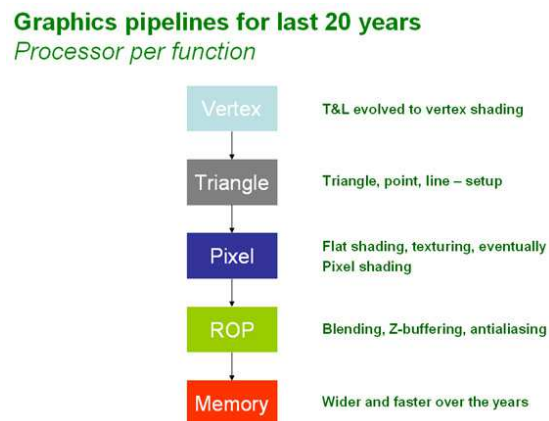 Graphics pipelines for last 20 years
Processor per function
Vertex
T&L evolved to vertex shading
Triangle
Triangle, point, line – setup
Pixel
Flat shading, texturing, eventually
Pixel shading
ROP
Blending, Z-buffering, antialiasing
Memory
Wider and faster over the years